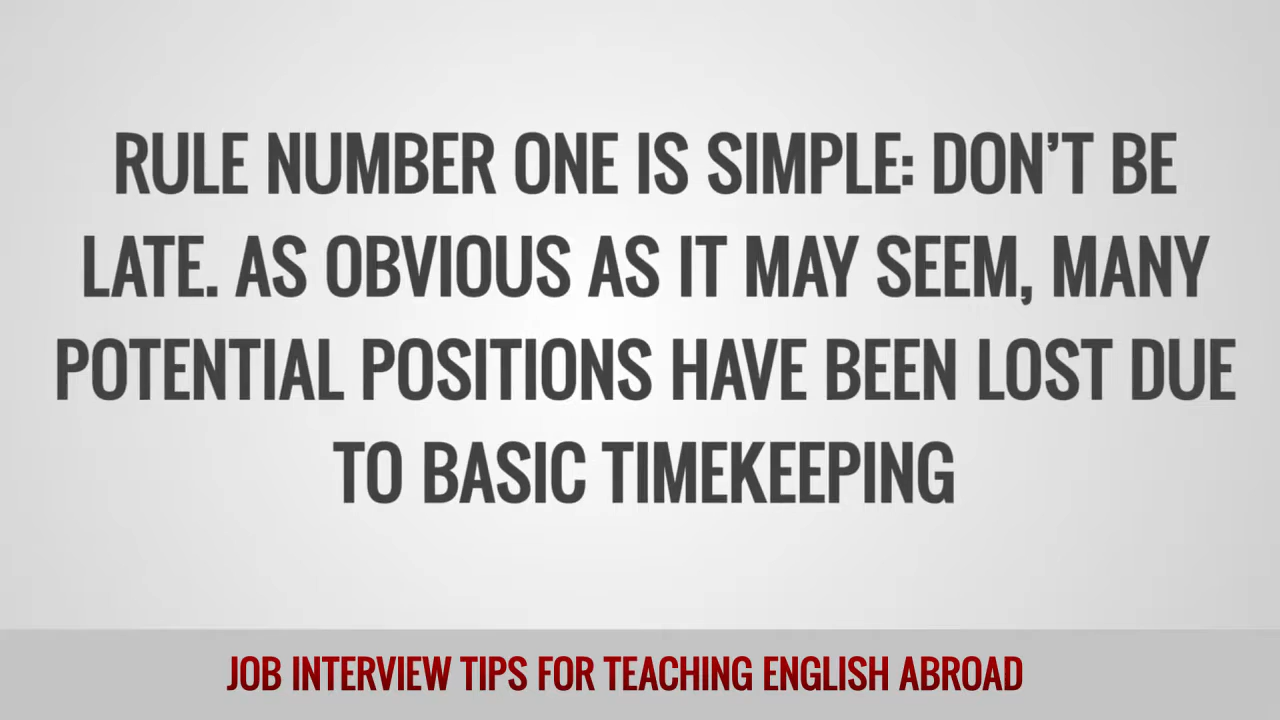 RULE NUMBER ONE IS SIMPLE: DON’T BE
LATE. AS OBVIOUS AS IT MAY SEEM, MANY
POTENTIAL POSITIONS HAVE BEEN LOST DUE
TO BASIC TIMEKEEPING
JOB INTERVIEW TIPS FOR TEACHING ENGLISH ABROAD